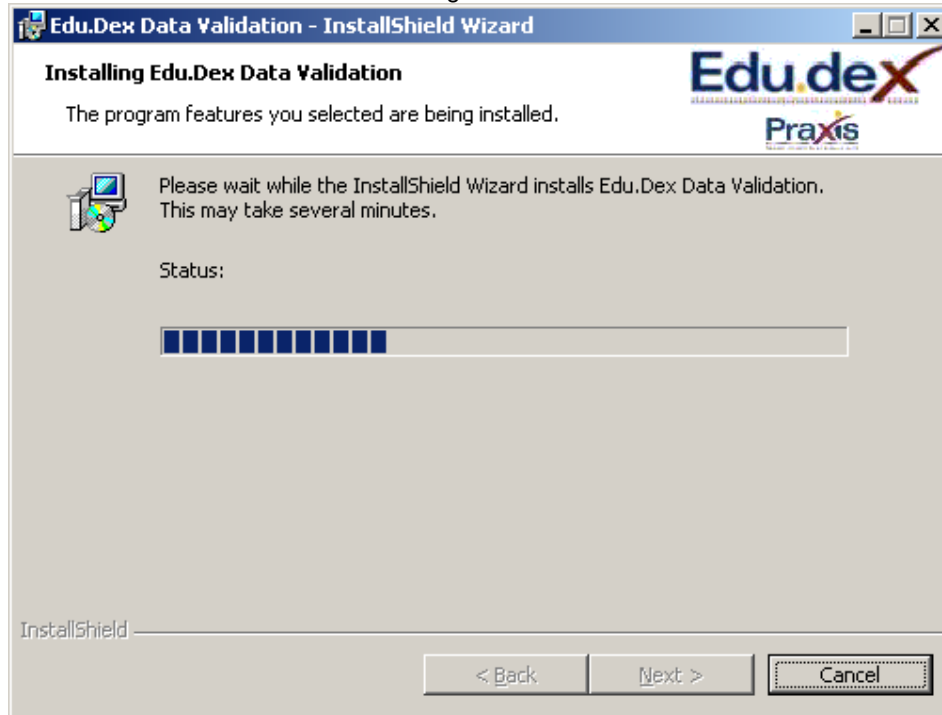 Edu.Dex Data Validation - InstallShield Wizard
Installing Edu.Dex Data Validation
The program features you selected are being installed.
Edu.dex
Praxis
Please wait while the InstallShield Wizard installs Edu.Dex Data Validation.
This may take several minutes.
Status:
InstallShield
< Back
Next >
Cancel